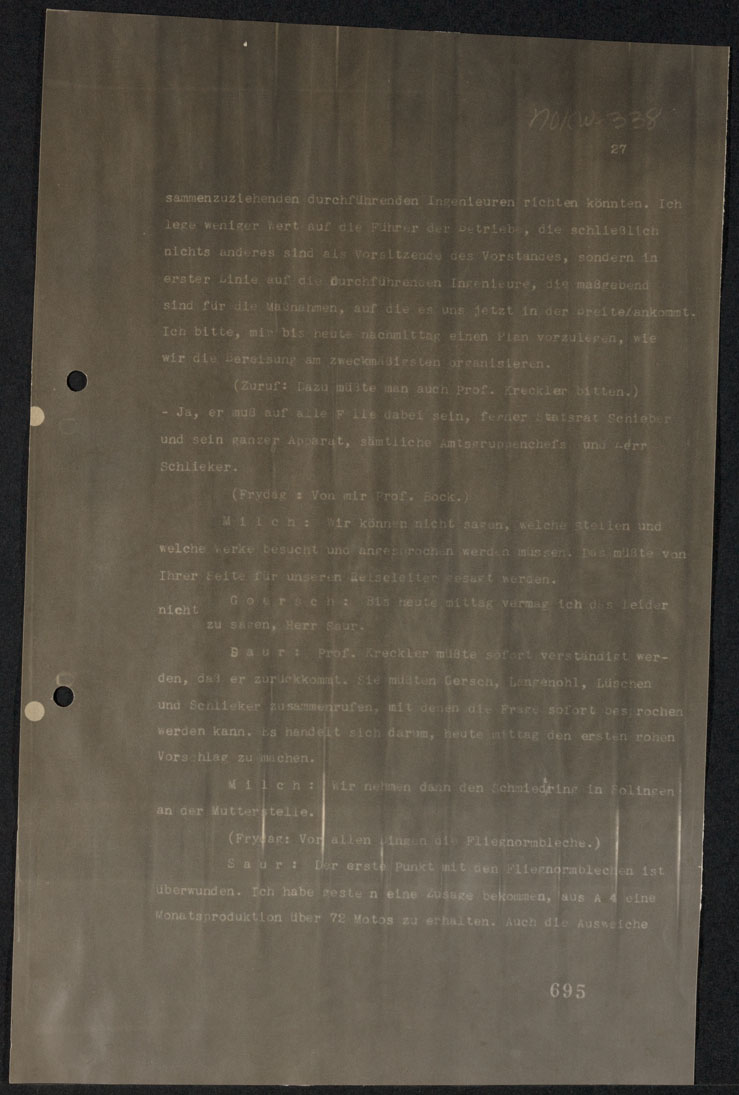 NOKW-338
27
sammenzuziehenden durchführenden Ingenieuren richten könnten. Ich
lege weniger Wert auf die Führer der Betriebe, die schließlich
nichts anderes sind als Vorsitzende des Vorstandes, sondern in
erster Linie auf die durchführenden Ingenieure, die maßgebend
sind für die Maßnahmen, auf die es uns jetzt in der Breite/ankommt.
Ich bitte, mir bis heute nachmittag einen Plan vorzulegen, wie
wir die Bereisung am zweckmäßigsten organisieren.
(Zuruf: Dazu müßte man auch Prof. Kreckler bitten.)
- Ja, er muß auf alle Fälle dabei sein, ferner Statsrat Schieber
und sein ganzer Apparat, sämtliche Amtsgruppenchefs und Herr
Schlieker.
(Frydag : Von mir Prof. Bock.)
M i l c h : Wir können nicht sagen, welche Stellen und
welche Werke besucht und angesprochen werden müssen. Das müßte von
Ihrer Seite für unseren Reiseleiter gesagt werden.
G o e r s c h : Bis heute mittag vermag ich das leider
nicht
zu sagen, Herr Saur.
S a u r : Prof. Kreckler müßte sofort verständigt wer-
den, daß er zurückkommt. Sie müßten Gersch, Langenohl, Lüschen
und Schlieker zusammenrufen, mit denen die Frage sofort besprochen
werden kann. Es handelt sich darum, heute mittag den ersten rohen
Vorschlag zu machen.
M i l c h : Wir nehmen dann den Schmiedring in Solingen
an der Mutterstelle.
(Frydag: Vor allen Dingen die Fliegnormbleche.)
S a u r : Der erste Punkt mit den Fliegnormblechen ist
überwunden. Ich habe geste n eine Zusage bekommen, aus A 4 eine
Monatsproduktion über 72 Motos zu erhalten. Auch die Ausweiche
695